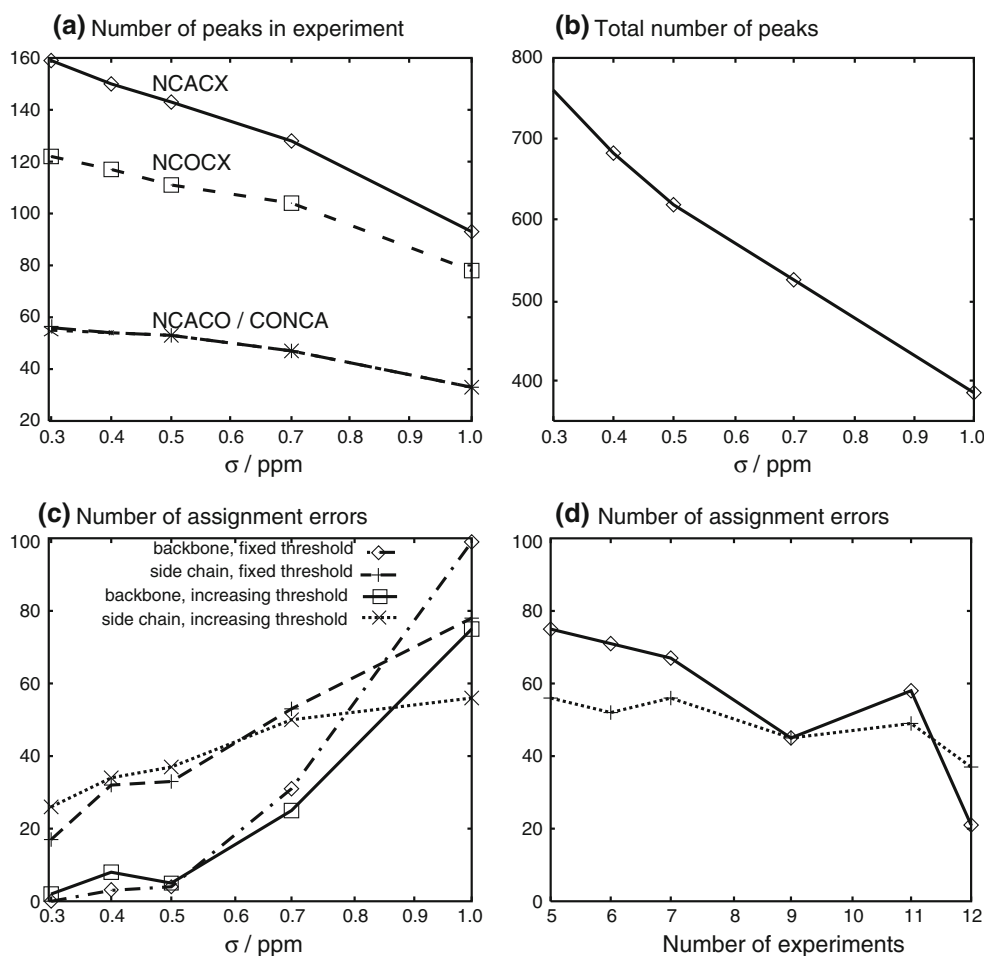 (a) Number of peaks in experiment
160
140
120
100
80
60
40
20
NCACX
NCOCX
NCACO / CONCA
0.3 0.4 0.5 0.6 0.7 0.8 0.9 1.0
σ / ppm
(b) Total number of peaks
800
700
600
500
400
0.3 0.4 0.5 0.6 0.7 0.8 0.9 1.0
σ / ppm
(c) Number of assignment errors
100
80
60
40
20
0
backbone, fixed threshold
side chain, fixed threshold
backbone, increasing threshold
side chain, increasing threshold
0.3 0.4 0.5 0.6 0.7 0.8 0.9 1.0
σ / ppm
(d) Number of assignment errors
100
80
60
40
20
0
5 6 7 9 10 11 12
Number of experiments